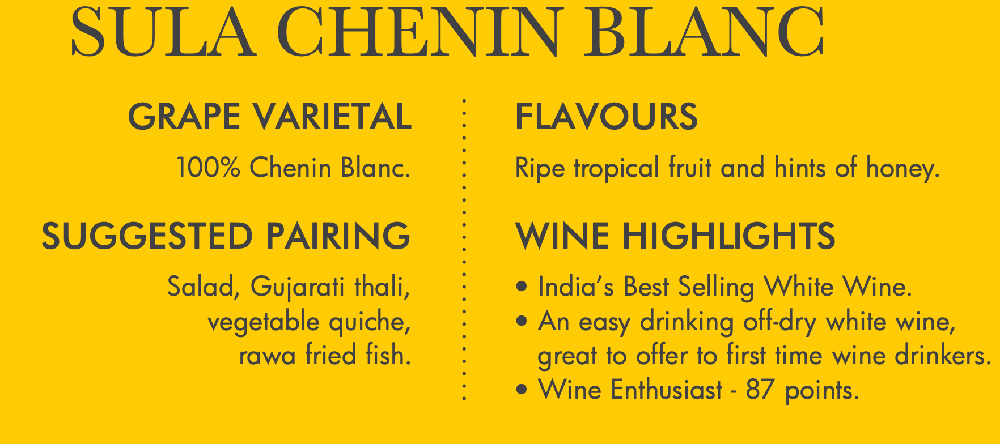 SULA CHENIN BLANC
GRAPE VARIETAL
100% Chenin Blanc.
SUGGESTED PAIRING
Salad, Gujarati thali,
vegetable quiche,
rawa fried fish.
FLAVOURS
Ripe tropical fruit and hints of honey.
WINE HIGHLIGHTS
• India’s Best Selling White Wine.
• An easy drinking off-dry white wine,
great to offer to first time wine drinkers.
• Wine Enthusiast - 87 points.